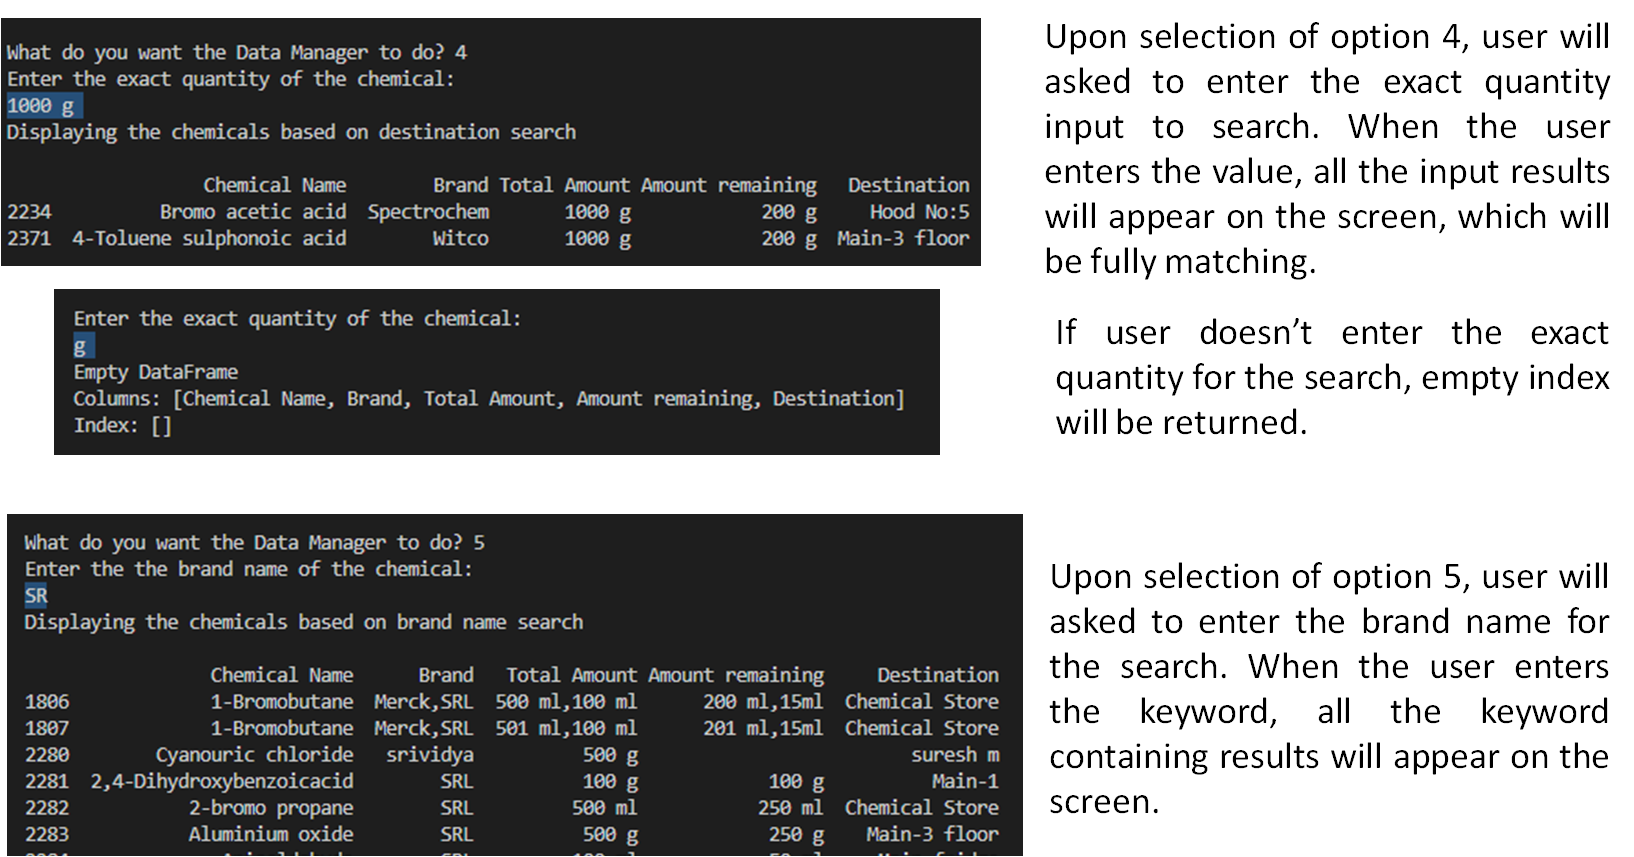 What do you want the Data Manager to do? 4
Enter the exact quantity of the chemical:
1000 g
Displaying the chemicals based on destination search
Chemical Name Brand Total Amount Amount remaining Destination
2234 Bromo acetic acid Spectrochem 1000 g 200 g Hood No:5
2371 4-Toluene sulphonoic acid Witco 1000 g 200 g Main-3 floor
Upon selection of option 4, user will
asked to enter the exact quantity
input to search. When the user
enters the value, all the input results
will appear on the screen, which will
be fully matching.
Enter the exact quantity of the chemical:
g
Empty DataFrame
Columns: [Chemical Name, Brand, Total Amount, Amount remaining, Destination]
Index: []
If user doesn’t enter the exact
quantity for the search, empty index
will be returned.
What do you want the Data Manager to do? 5
Enter the the brand name of the chemical:
SR
Displaying the chemicals based on brand name search
Chemical Name Brand Total Amount Amount remaining Destination
1806 1-Bromobutane Merck,SRL 500 ml,100 ml 200 ml,15ml Chemical Store
1807 1-Bromobutane Merck,SRL 501 ml,100 ml 201 ml,15ml Chemical Store
2280 Cyanouric chloride srividya 500 g suresh m
2281 2,4-Dihydroxybenzoicacid SRL 100 g 100 g Main-1
2282 2-bromo propane SRL 500 ml 250 ml Chemical Store
2283 Aluminium oxide SRL 500 g 250 g Main-3 floor
Upon selection of option 5, user will
asked to enter the brand name for
the search. When the user enters
the keyword, all the keyword
containing results will appear on the
screen.